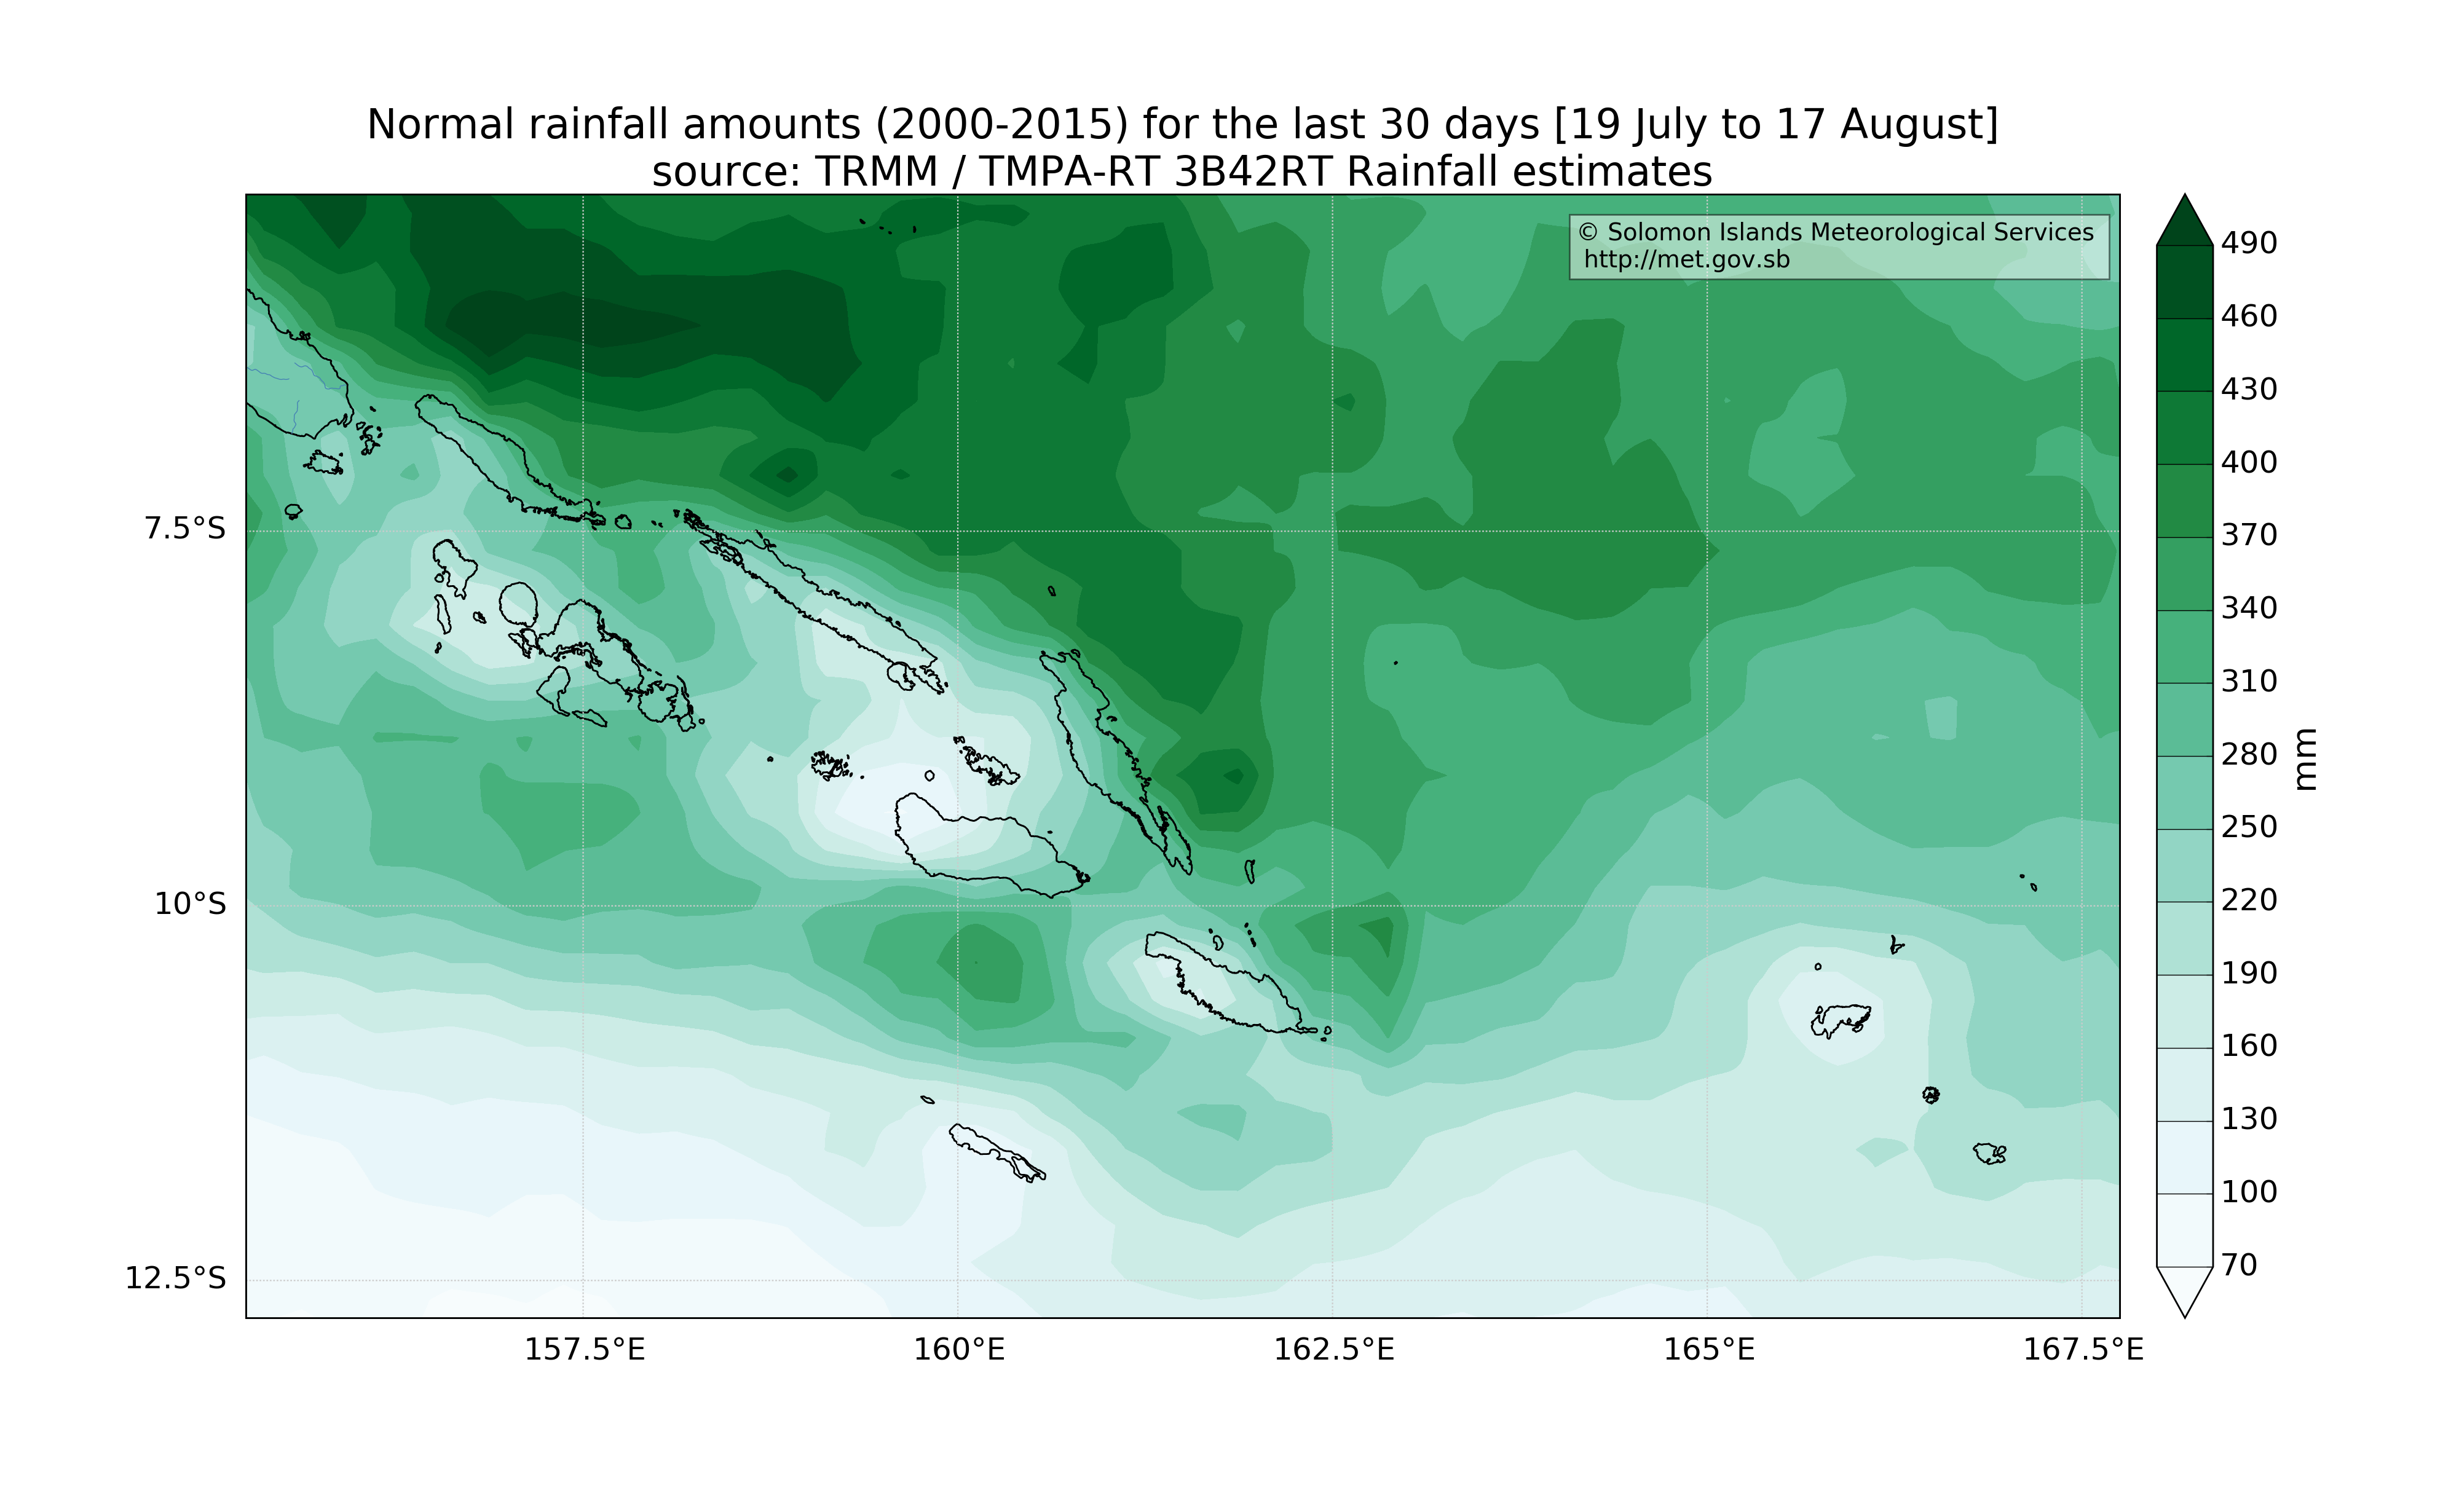 Normal rainfall amounts (2000-2015) for the last 30 days [19 July to 17 August]
source: TRMM / TMPA-RT 3B42RT Rainfall estimates
© Solomon Islands Meteorological Services
http://met.gov.sb
490
460
430
400
370
340
310
280
250
220
190
160
130
100
70
mm
7.5°S
10°S
12.5°S
157.5°E
160°E
162.5°E
165°E
167.5°E